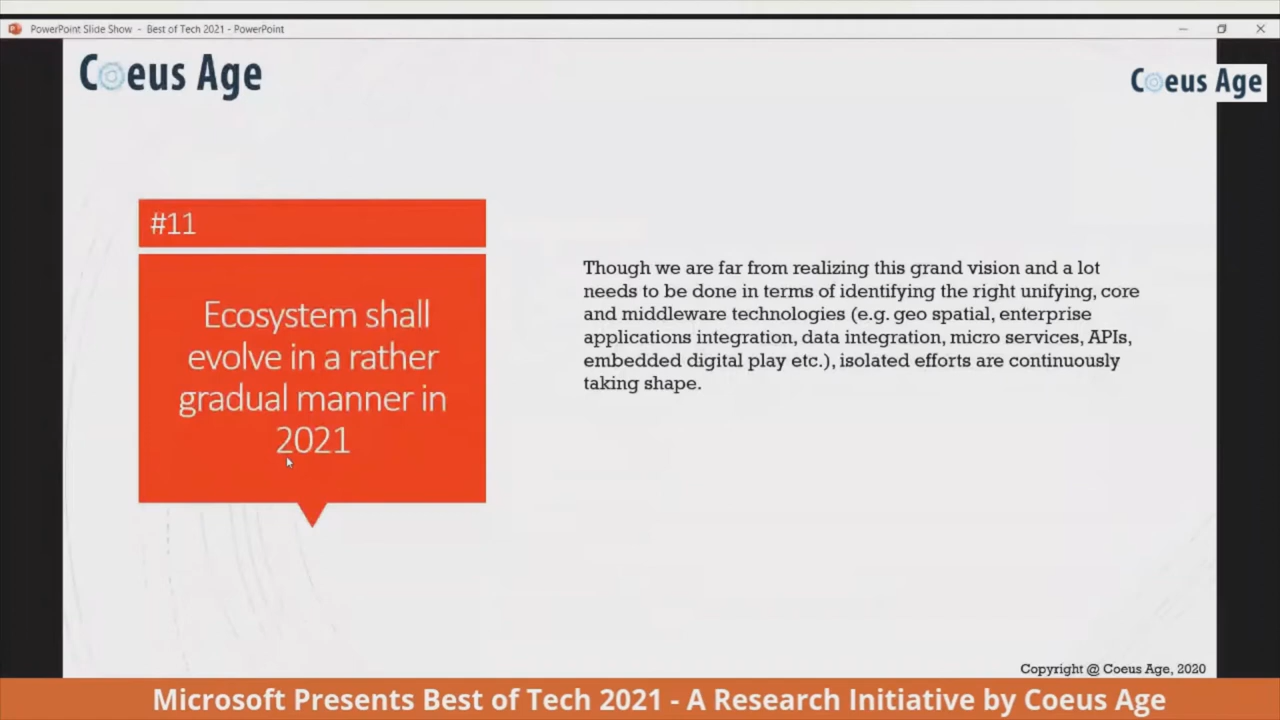 PowerPoint Slide Show - Best of Tech 2021 - PowerPoint
Coeus Age
Coeus Age
#11
Ecosystem shall
evolve in a rather
gradual manner in
2021
Though we are far from realizing this grand vision and a lot
needs to be done in terms of identifying the right unifying, core
and middleware technologies (e.g. geo spatial, enterprise
applications integration, data integration, micro services, APIs,
embedded digital play etc.), isolated efforts are continuously
taking shape.
Copyright @ Coeus Age, 2020
Microsoft Presents Best of Tech 2021 - A Research Initiative by Coeus Age